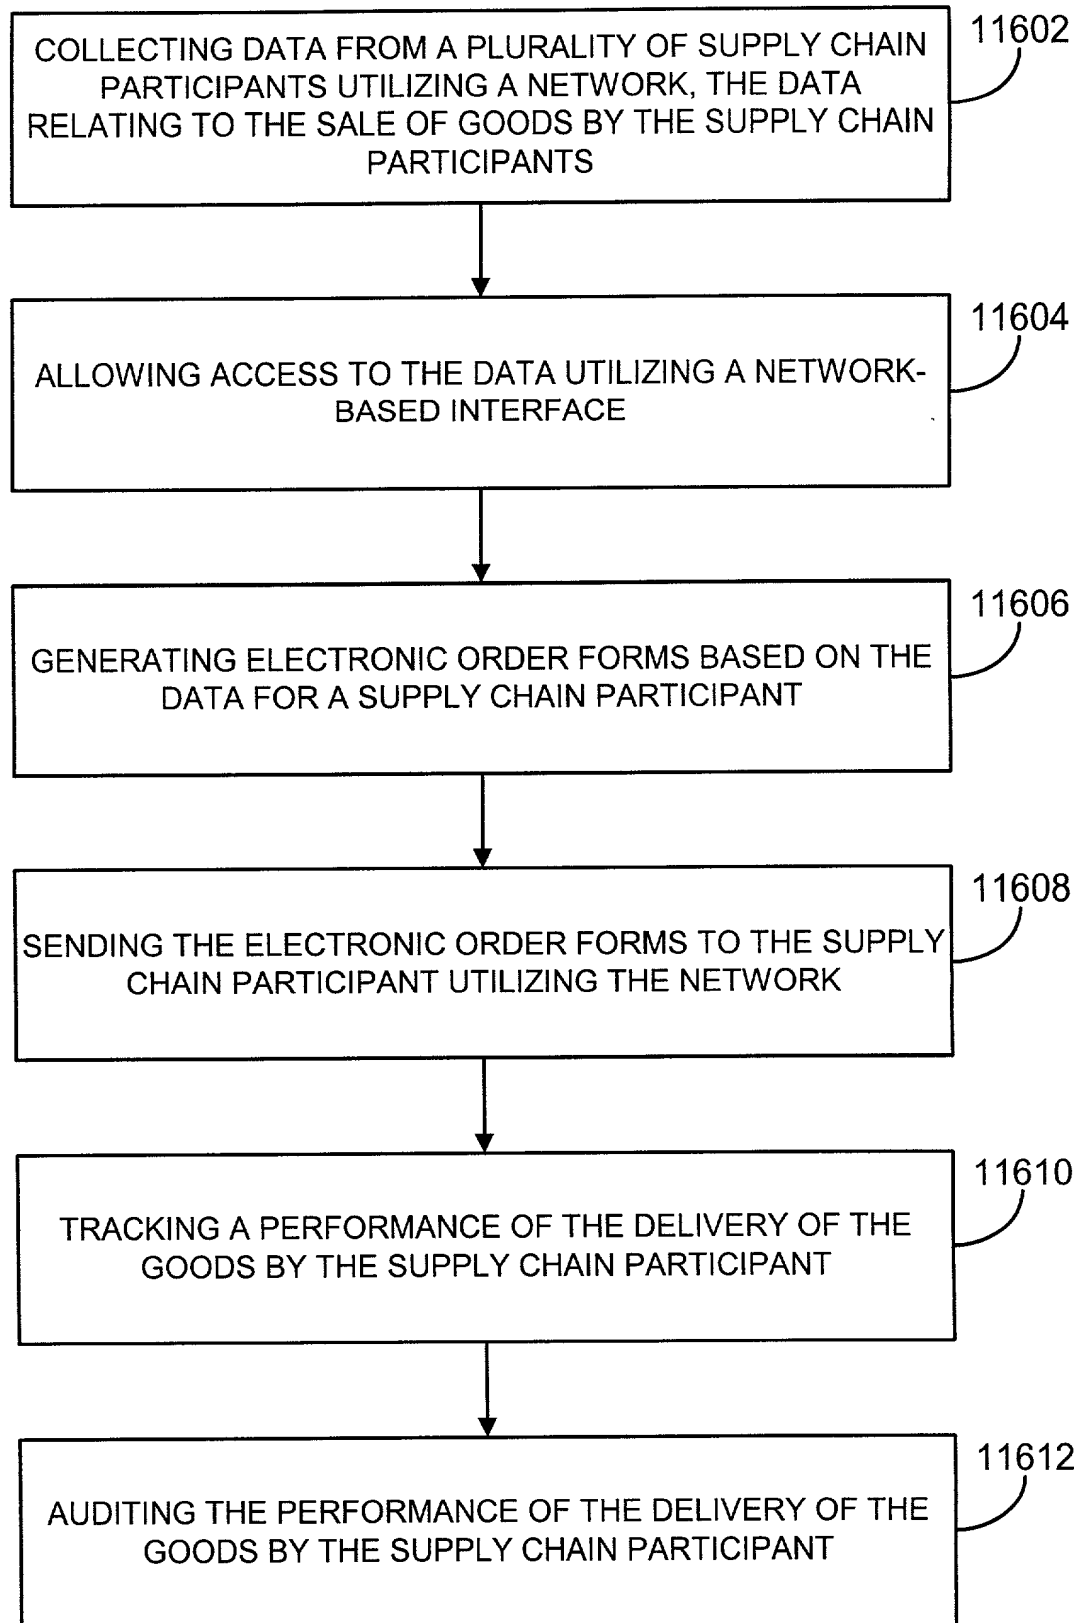 11602
COLLECTING DATA FROM A PLURALITY OF SUPPLY CHAIN
PARTICIPANTS UTILIZING A NETWORK, THE DATA
RELATING TO THE SALE OF GOODS BY THE SUPPLY CHAIN
PARTICIPANTS
11604
ALLOWING ACCESS TO THE DATA UTILIZING A NETWORK-
BASED INTERFACE
11606
GENERATING ELECTRONIC ORDER FORMS BASED ON THE
DATA FOR A SUPPLY CHAIN PARTICIPANT
11608
SENDING THE ELECTRONIC ORDER FORMS TO THE SUPPLY
CHAIN PARTICIPANT UTILIZING THE NETWORK
11610
TRACKING A PERFORMANCE OF THE DELIVERY OF THE
GOODS BY THE SUPPLY CHAIN PARTICIPANT
11612
AUDITING THE PERFORMANCE OF THE DELIVERY OF THE
GOODS BY THE SUPPLY CHAIN PARTICIPANT